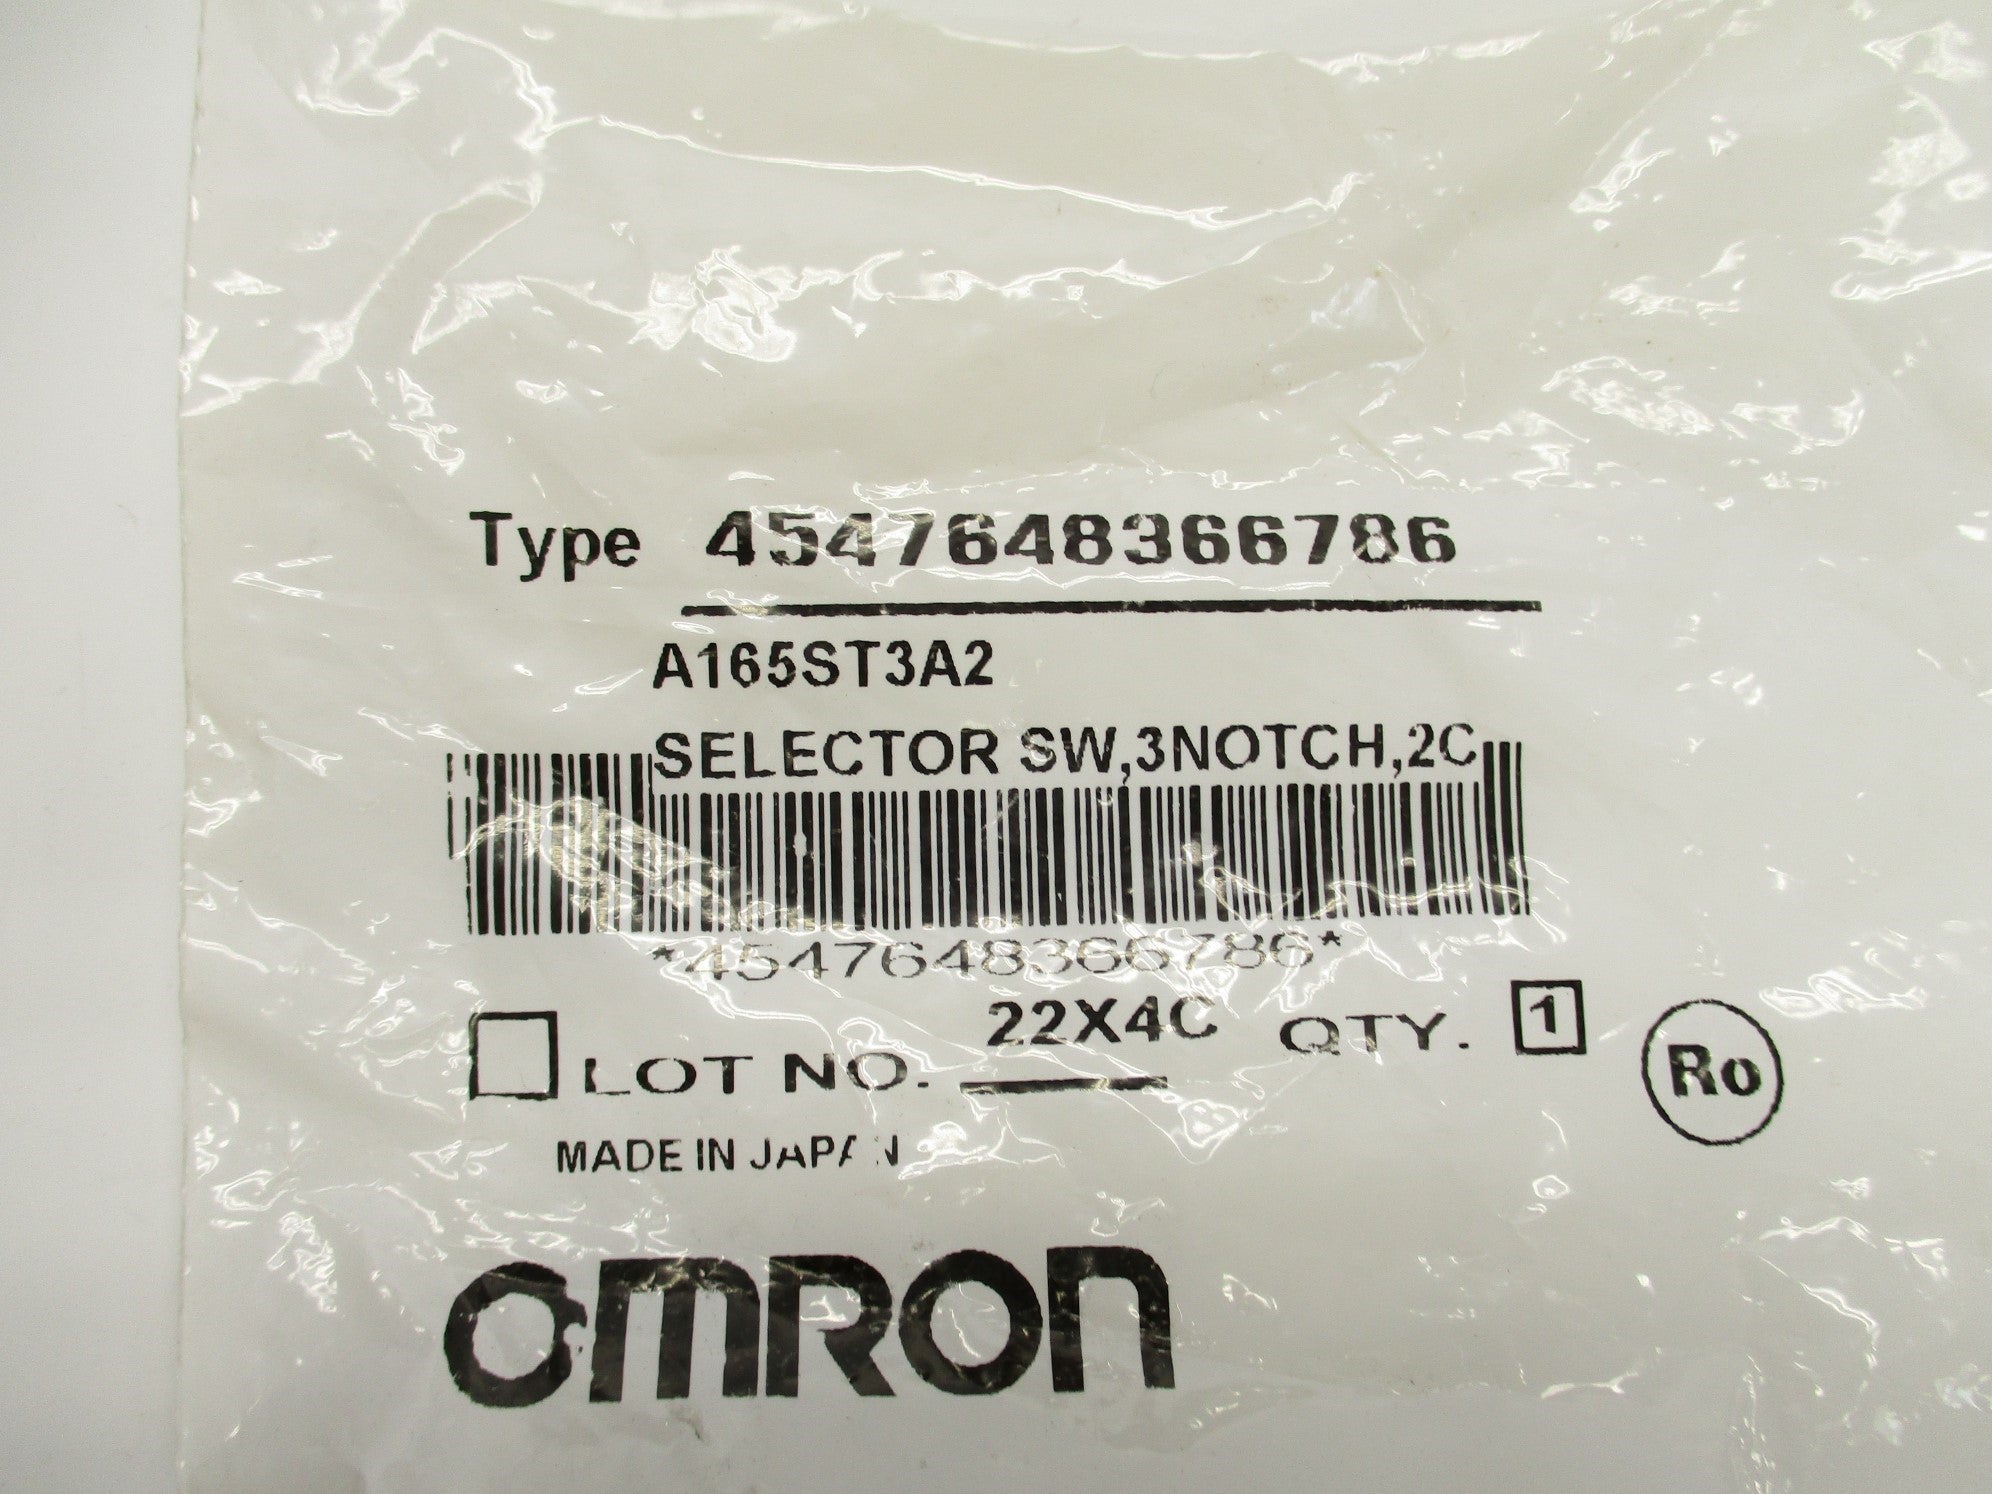 Type 4547648366786
A165ST3A2
SELECTOR SW,3NOTCH,2C
*4547648366786*
LOT NO. 22X4C QTY. 1
Ro
MADE IN JAPAN
OMRON